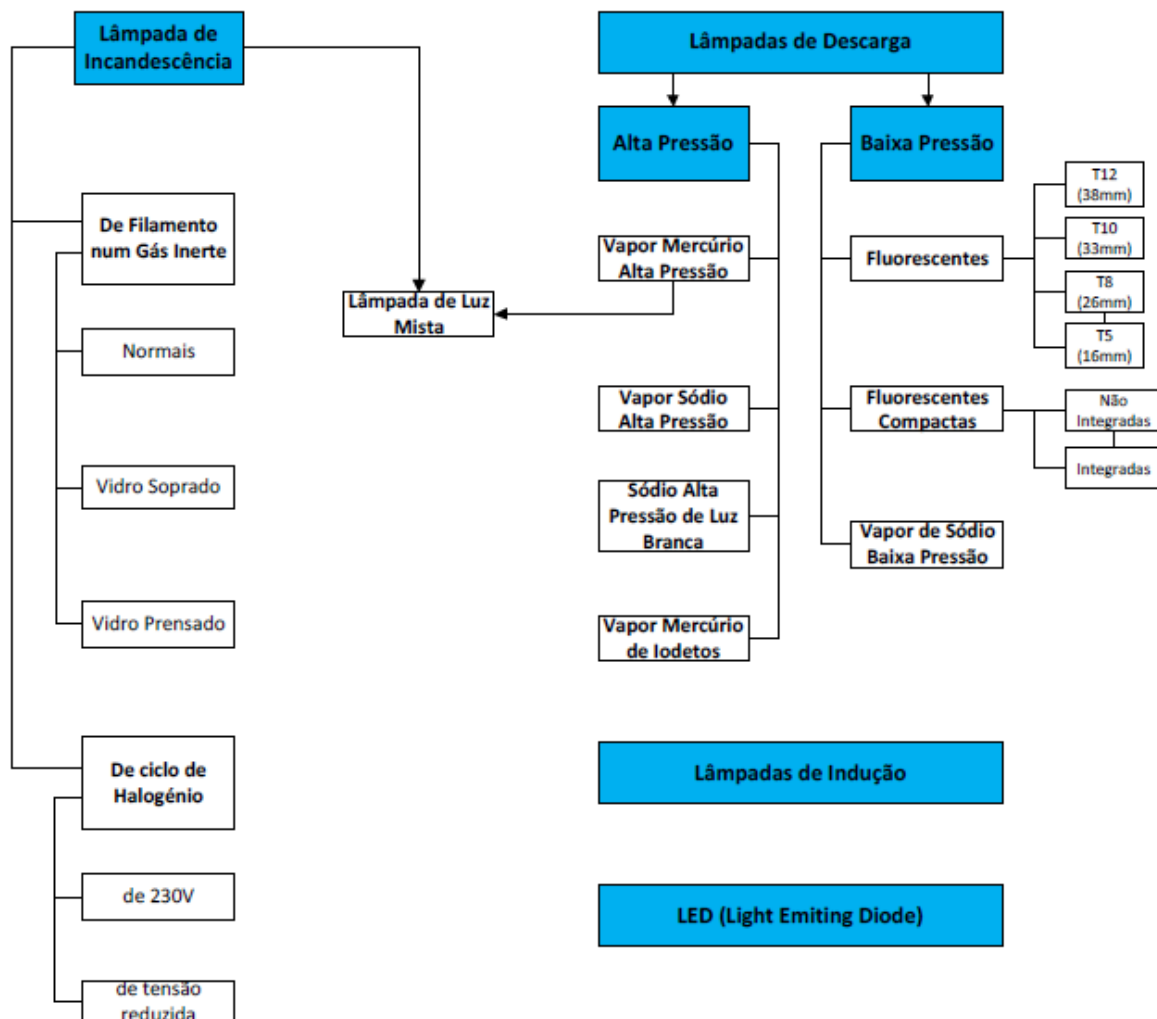 Lâmpada de
Incandescência
De Filamento
num Gás Inerte
Normais
Vidro Soprado
Vidro Prensado
De ciclo de
Halogénio
de 230V
de tensão
reduzida
Lâmpada de Luz
Mista
Lâmpadas de Descarga
Alta Pressão
Vapor Mercúrio
Alta Pressão
Vapor Sódio
Alta Pressão
Sódio Alta
Pressão de Luz
Branca
Vapor Mercúrio
de Iodetos
Baixa Pressão
Fluorescentes
T12
(38mm)
T10
(33mm)
T8
(26mm)
T5
(16mm)
Fluorescentes
Compactas
Não
Integradas
Integradas
Vapor de Sódio
Baixa Pressão
Lâmpadas de Indução
LED (Light Emiting Diode)